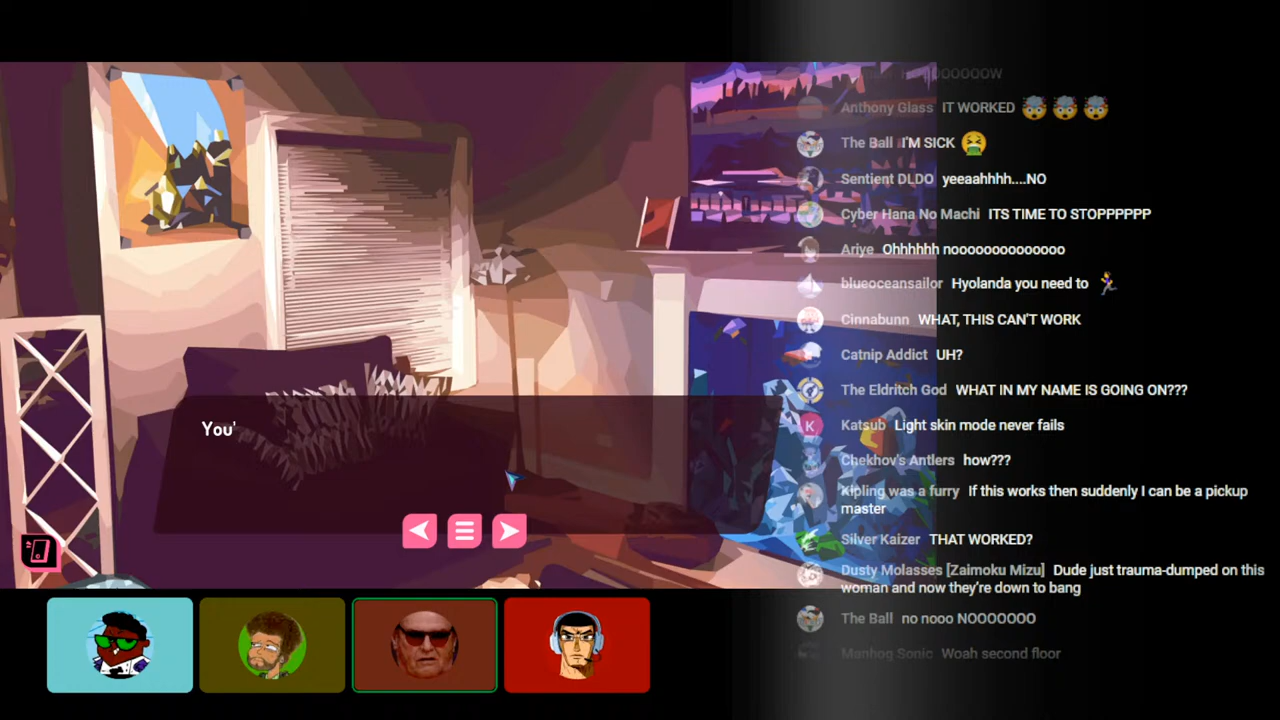 You'
Anthony Glass IT WORKED 🤯 🤯 🤯
The Ball I'M SICK 🤮
Sentient DLDO yeeaahhhh....NO
Cyber Hana No Machi ITS TIME TO STOPPPPPP
Ariye Ohhhhhh nooooooooooooooo
blueoceansailor Hyolanda you need to 🏃‍♀️
Cinnabunn WHAT, THIS CAN'T WORK
Catnip Addict UH?
The Eldritch God WHAT IN MY NAME IS GOING ON???
K
Katsub Light skin mode never fails
Chekhov's Antlers how???
Kipling was a furry If this works then suddenly I can be a pickup
master
Silver Kaizer THAT WORKED?
Dusty Molasses [Zaimoku Mizu] Dude just trauma-dumped on this
woman and now they're down to bang
The Ball no nooo NOOOOOOO
Manhog Sonic Woah second floor